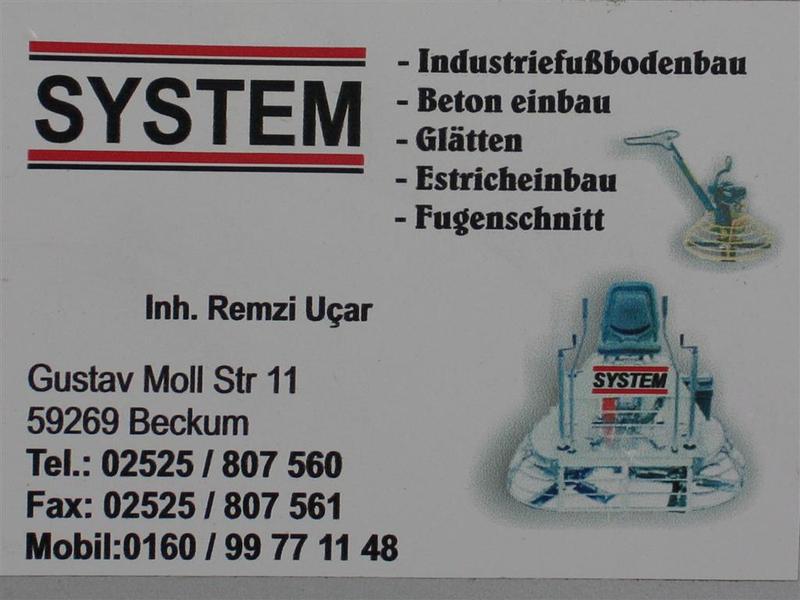 SYSTEM
- Industriefußbodenbau
- Beton einbau
- Glätten
- Estricheinbau
- Fugenschnitt
Inh. Remzi Uçar
Gustav Moll Str 11
59269 Beckum
Tel.: 02525 / 807 560
Fax: 02525 / 807 561
Mobil:0160 / 99 77 11 48
SYSTEM